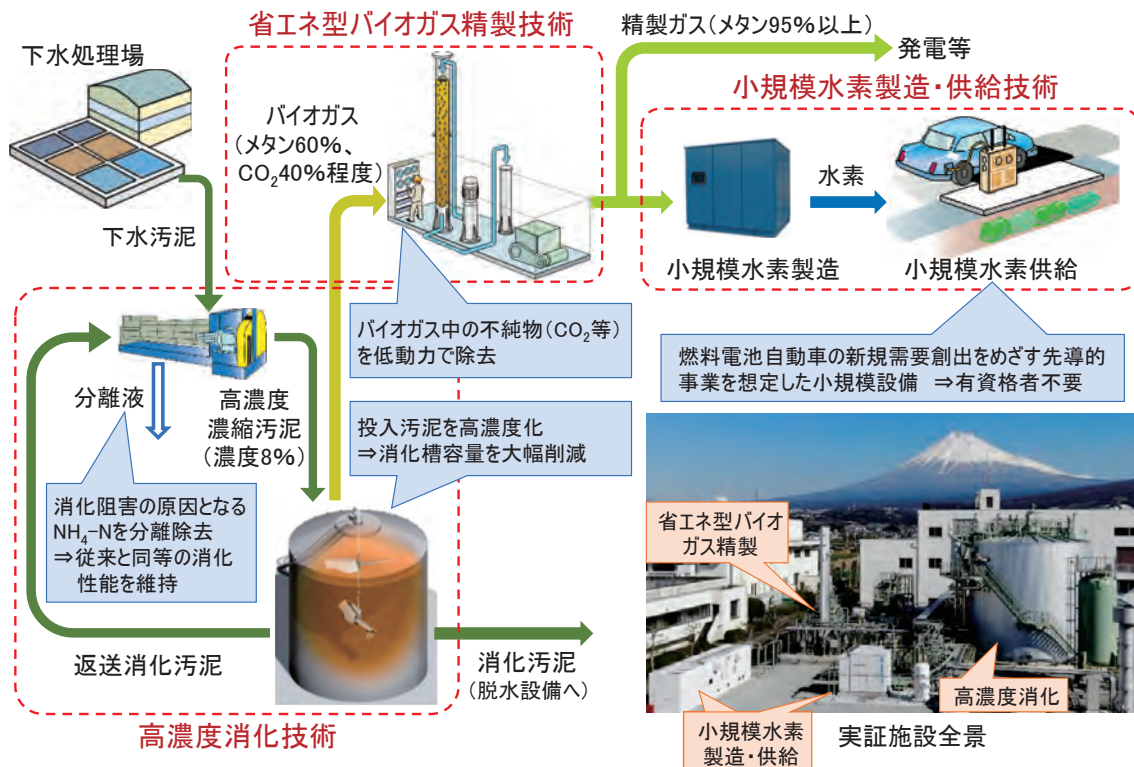 省エネ型バイオガス精製技術
精製ガス(メタン95%以上)
発電等
下水処理場
バイオガス
(メタン60%、
CO₂40%程度)
小規模水素製造・供給技術
水素
小規模水素製造
小規模水素供給
下水汚泥
バイオガス中の不純物(CO₂等)
を低動力で除去
燃料電池自動車の新規需要創出をめざす先導的
事業を想定した小規模設備 ⇒有資格者不要
分離液
高濃度
濃縮汚泥
(濃度8%)
投入汚泥を高濃度化
⇒消化槽容量を大幅削減
消化阻害の原因となる
NH₄-Nを分離除去
⇒従来と同等の消化
性能を維持
返送消化汚泥
消化汚泥
(脱水設備へ)
高濃度消化技術
省エネ型バイオ
ガス精製
高濃度消化
小規模水素
製造・供給
実証施設全景